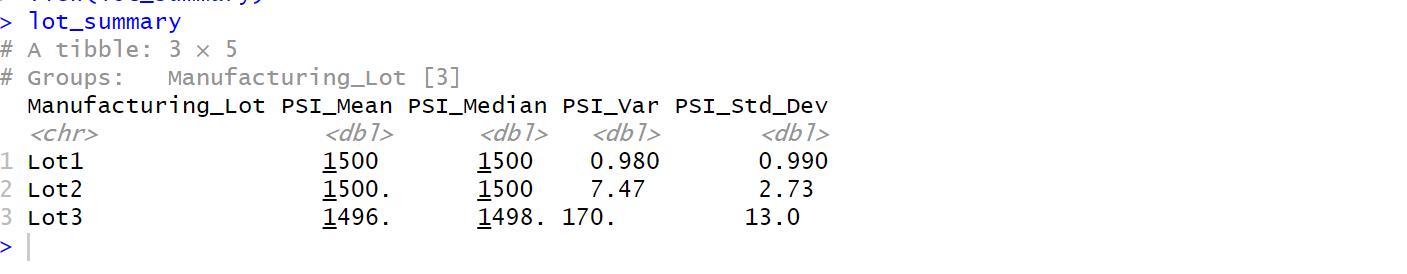 > lot_summary
# A tibble: 3 × 5
# Groups:   Manufacturing_Lot [3]
  Manufacturing_Lot PSI_Mean PSI_Median PSI_Var PSI_Std_Dev
  <chr>                <dbl>      <dbl>   <dbl>       <dbl>
1 Lot1                 1500       1500    0.980       0.990
2 Lot2                 1500.      1500    7.47        2.73
3 Lot3                 1496.      1498. 170.         13.0
>